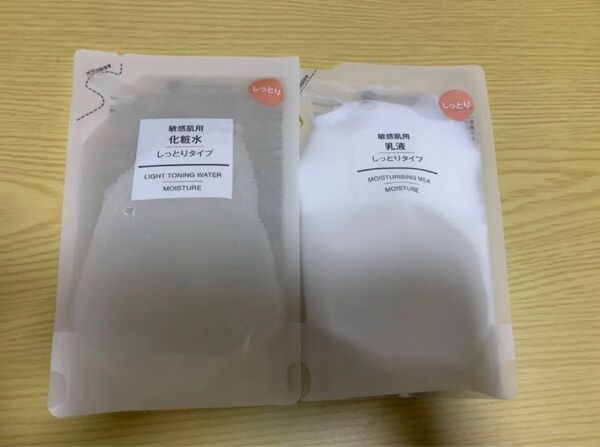 しっとり
敏感肌用
化粧水
しっとりタイプ
LIGHT TONING WATER
MOISTURE
しっとり
敏感肌用
乳液
しっとりタイプ
MOISTURISING MILK
MOISTURE